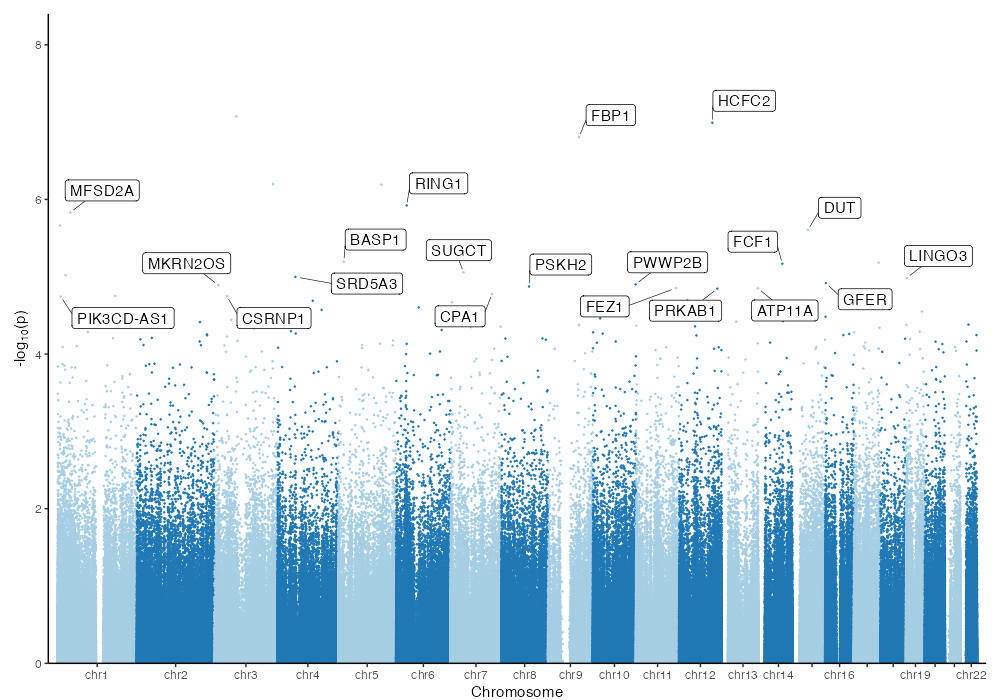 8
HCFC2
FBP1
6
MFSD2A
RING1
DUT
BASP1
FCF1
SUGCT
LINGO3
MKRN2OS
PSKH2
PWWP2B
SRD5A3
GFER
PIK3CD-AS1
CSRNP1
CPA1
FEZ1
PRKAB1
ATP11A
-log10(p)
4
2
0
chr1 chr2 chr3 chr4 chr5 chr6 chr7 chr8 chr9 chr10 chr11 chr12 chr13 chr14 chr16 chr19 chr22
Chromosome